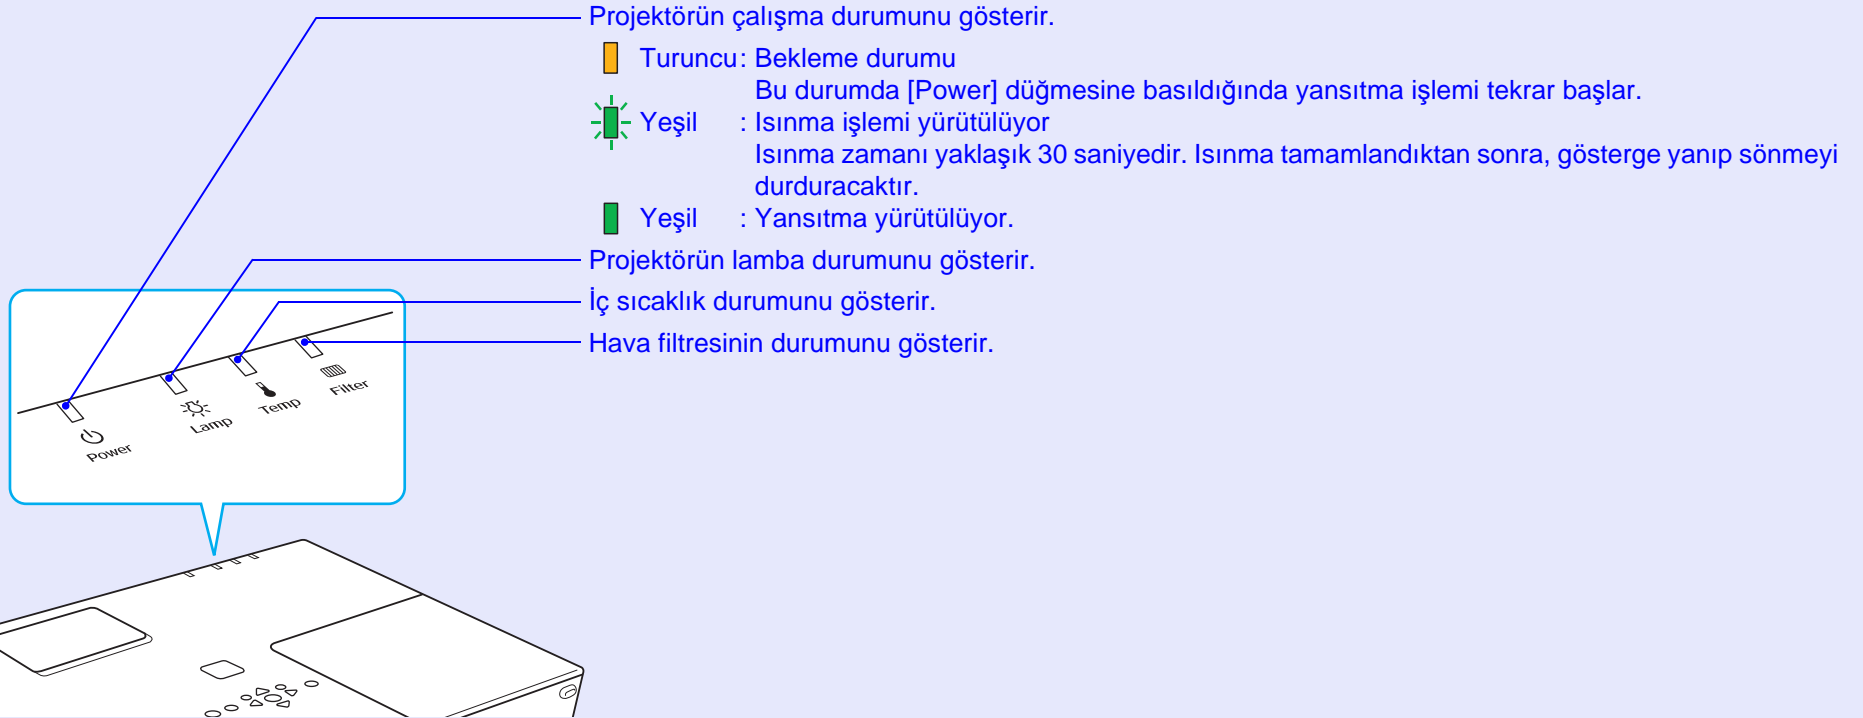 Projektörün çalışma durumunu gösterir.
Turuncu: Bekleme durumu
Bu durumda [Power] düğmesine basıldığında yansıtma işlemi tekrar başlar.
Yeşil : Isınma işlemi yürütülüyor
Isınma zamanı yaklaşık 30 saniyedir. Isınma tamamlandıktan sonra, gösterge yanıp sönmeyi
durduracaktır.
Yeşil : Yansıtma yürütülüyor.
Projektörün lamba durumunu gösterir.
İç sıcaklık durumunu gösterir.
Hava filtresinin durumunu gösterir.
Power
Lamp
Temp
Filter